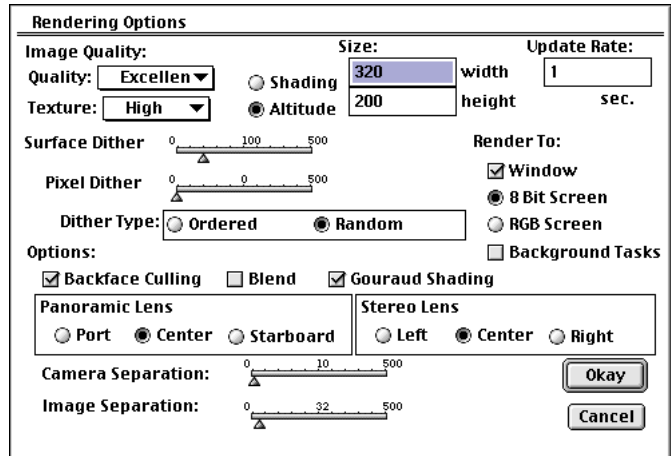 Rendering Options
Image Quality:
Quality: Excellen
Texture: High
Shading
Altitude
Size:
320 width
200 height
Update Rate:
1
sec.
Surface Dither 0 100 500
Pixel Dither 0 0 500
Dither Type: Ordered Random
Render To:
Window
8 Bit Screen
RGB Screen
Background Tasks
Options:
Backface Culling Blend Gouraud Shading
Panoramic Lens
Port Center Starboard
Stereo Lens
Left Center Right
Camera Separation: 0 10 500
Image Separation: 0 32 500
Okay
Cancel